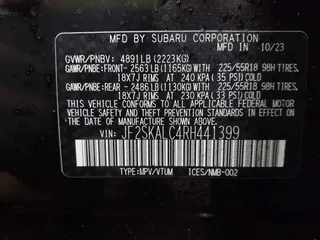 MFD. BY SUBARU CORPORATION
GVWR/PNBV: 4891LB (2223KG) IN 10/23
GAWR/PNBE:FRONT- 2563LB(1165KG)WITH 225/55R18 98H TIRES,
18X7J RIMS AT 240 KPA (35 PSI) COLD
GAWR/PNBE:REAR- 2486LB(1130KG)WITH 225/55R18 98H TIRES,
18X7J RIMS AT 230 KPA (33 PSI) COLD
THIS VEHICLE CONFORMS TO ALL APPLICABLE U.S. FEDERAL
MOTOR VEHICLE SAFETY AND THEFT PREVENTION STANDARDS
IN EFFECT ON THE DATE OF MANUFACTURE SHOWN ABOVE.
VIN: JF2SKALC4RH441399
TYPE:MPV/VTUM ICES/NMB-002